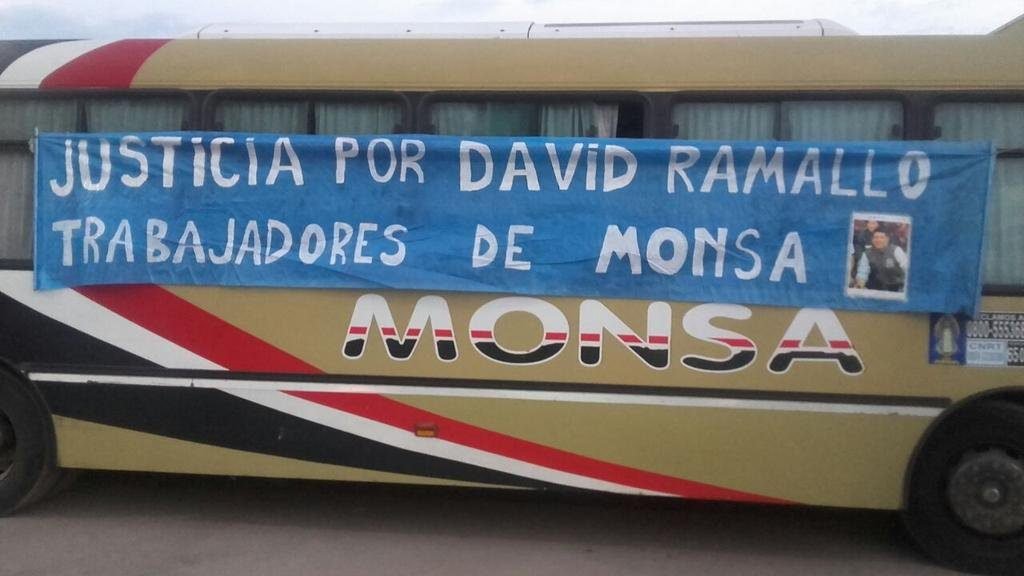 JUSTICIA POR DAVID RAMALLO
TRABAJADORES DE MONSA
MONSA
CNRT